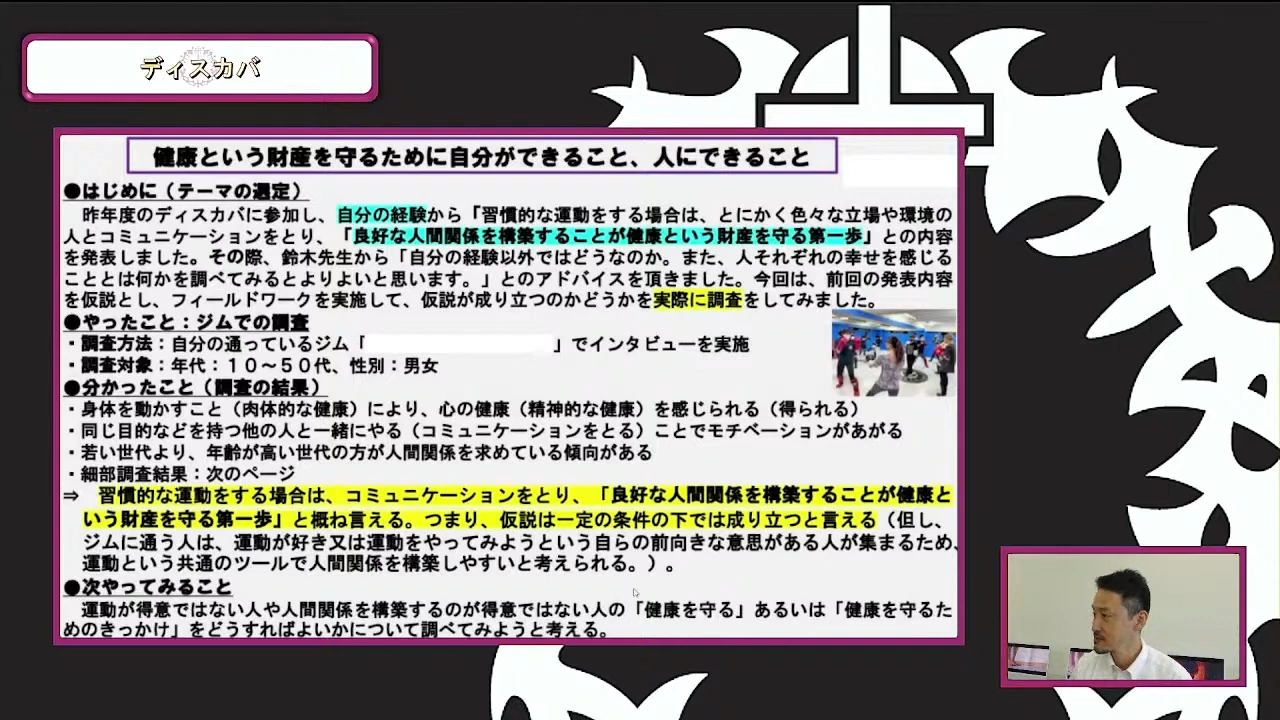 ディスカバ
健康という財産を守るために自分ができること、人にできること
●はじめに（テーマの選定）
昨年度のディスカバに参加し、自分の経験から「習慣的な運動をする場合は、とにかく色々な立場や環境の
人とコミュニケーションをとり、「良好な人間関係を構築することが健康という財産を守る第一歩」との内容
を発表しました。その際、鈴木先生から「自分の経験以外ではどうなのか。また、人それぞれの幸せを感じる
こととは何かを調べてみるとよりよいと思います。」とのアドバイスを頂きました。今回は、前回の発表内容
を仮説とし、フィールドワークを実施して、仮説が成り立つのかどうかを実際に調査をしてみました。
●やったこと：ジムでの調査
・調査方法：自分の通っているジム「　　　　　　　　　　」でインタビューを実施
・調査対象：年代：１０～５０代、性別：男女
●分かったこと（調査の結果）
・身体を動かすこと（肉体的な健康）により、心の健康（精神的な健康）を感じられる（得られる）
・同じ目的などを持つ他の人と一緒にやる（コミュニケーションをとる）ことでモチベーションがあがる
・若い世代より、年齢が高い世代の方が人間関係を求めている傾向がある
・細部調査結果：次のページ
⇒　習慣的な運動をする場合は、コミュニケーションをとり、「良好な人間関係を構築することが健康と
いう財産を守る第一歩」と概ね言える。つまり、仮説は一定の条件の下では成り立つと言える（但し、
ジムに通う人は、運動が好き又は運動をやってみようという自らの前向きな意思がある人が集まるため、
運動という共通のツールで人間関係を構築しやすいと考えられる。）。
●次やってみること
運動が得意ではない人や人間関係を構築するのが得意ではない人の「健康を守る」あるいは「健康を守るた
めのきっかけ」をどうすればよいかについて調べてみようと考える。